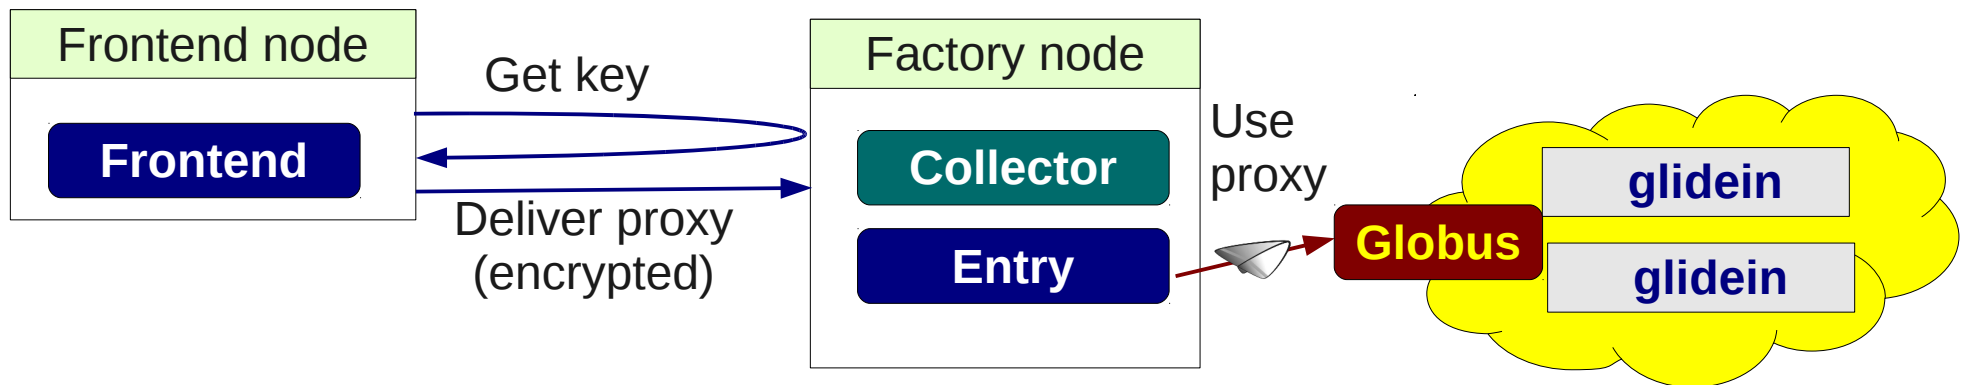 Frontend node
Frontend
Get key
Deliver proxy
(encrypted)
Factory node
Collector
Entry
Use
proxy
Globus
glidein
glidein